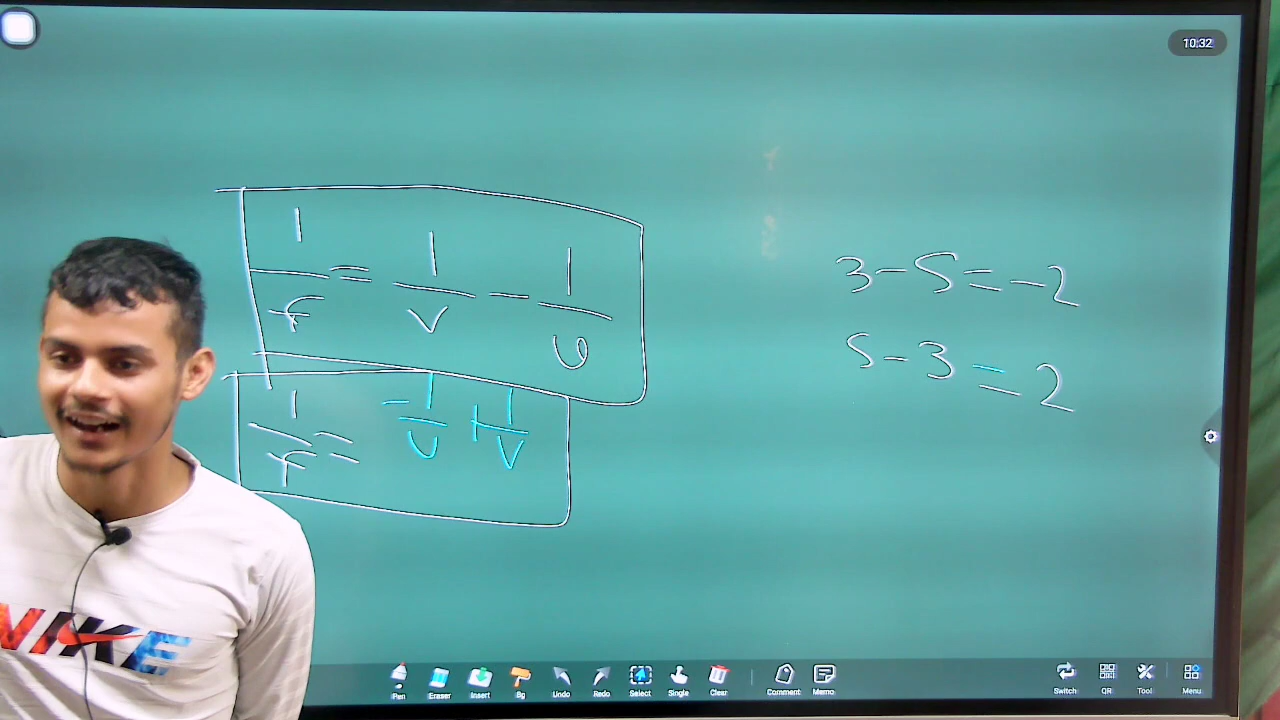 10:32
1/f = 1/v - 1/u
1/f = -1/u + 1/v
3-5=-2
5-3=2
NIKE
Pen Eraser Insert Bg Undo Redo Select Single Clear Comment Memo Switch QR Tool Menu